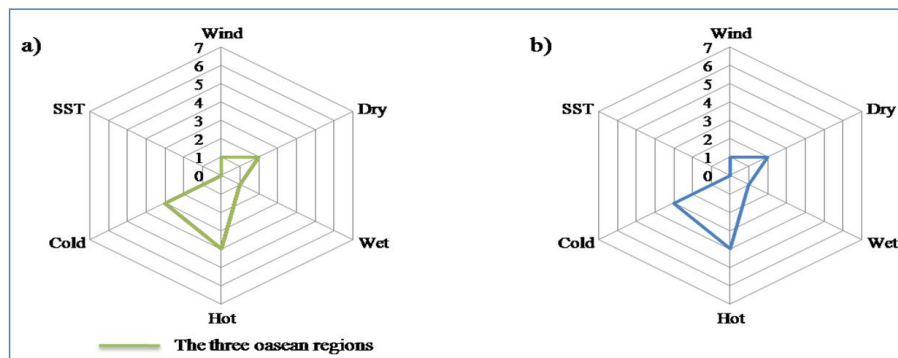 a)
Wind
7
6
5
4
3
2
1
0
SST
Dry
Cold
Wet
Hot
The three oasean regions
b)
Wind
7
6
5
4
3
2
1
0
SST
Dry
Cold
Wet
Hot